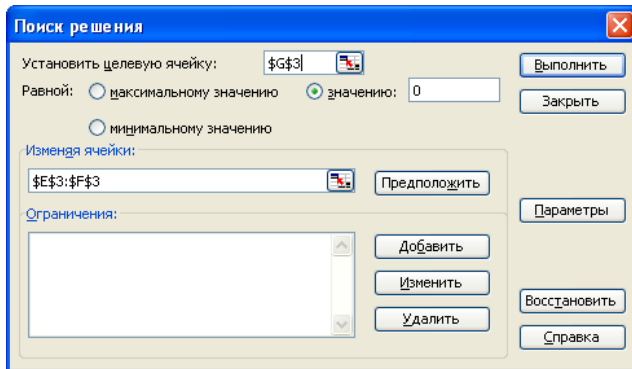 Поиск решения
Установить целевую ячейку: $G$3 Выполнить
Равной: максимальному значению значению: 0 Закрыть
минимальному значению
Изменяя ячейки:
$E$3:$F$3 Предположить
Ограничения: Параметры
Добавить
Изменить
Удалить
Восстановить
Справка